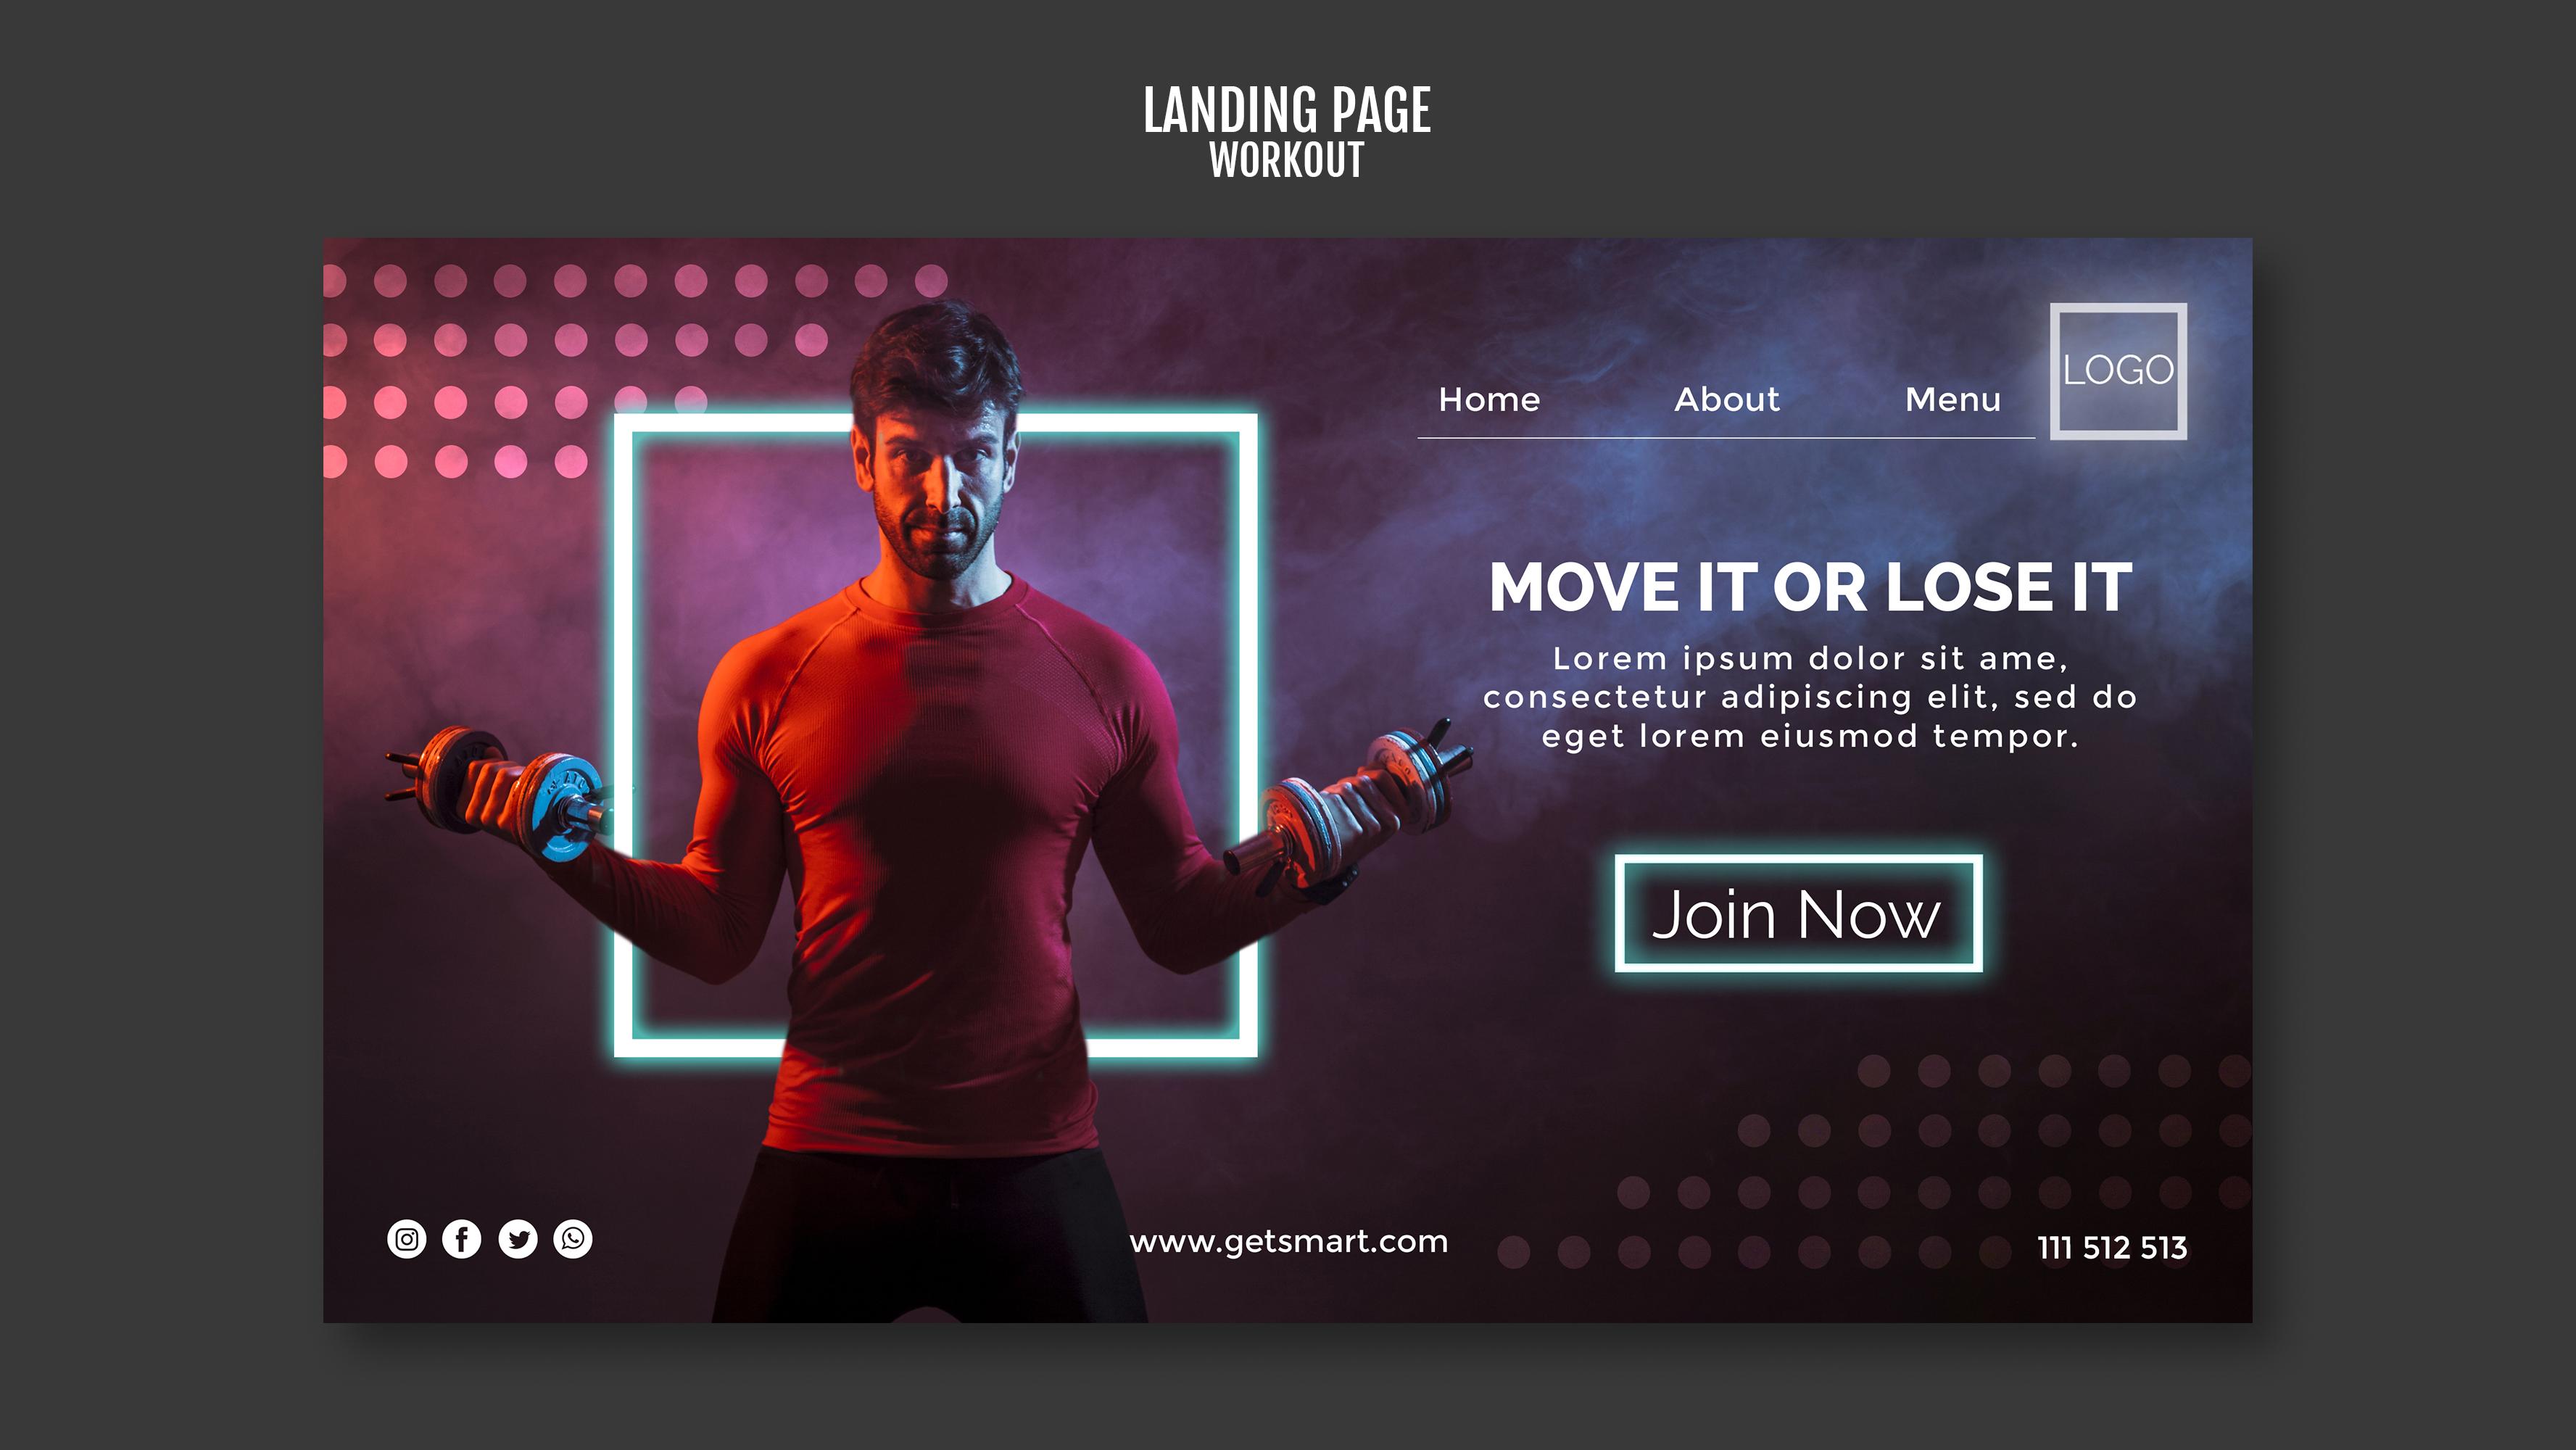 LANDING PAGE
WORKOUT
Home About Menu
LOGO
MOVE IT OR LOSE IT
Lorem ipsum dolor sit ame,
consectetur adipiscing elit, sed do
eget lorem eiusmod tempor.
Join Now
www.getsmart.com
111 512 513